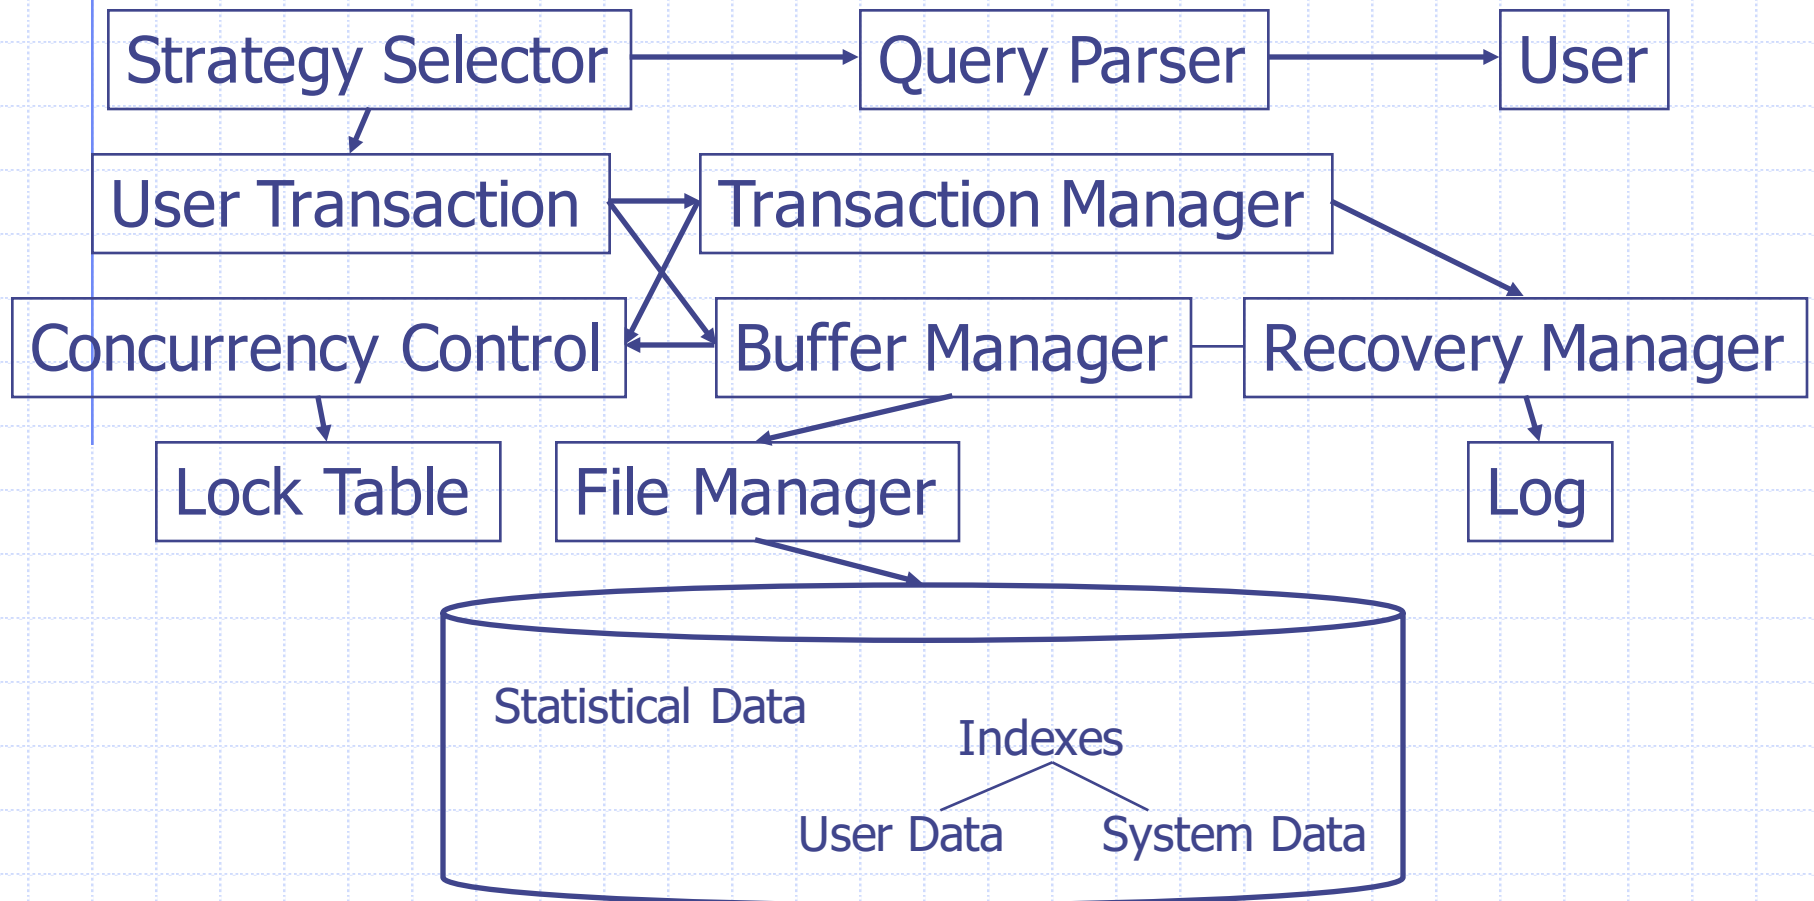 Strategy Selector
Query Parser
User
User Transaction
Transaction Manager
Concurrency Control
Buffer Manager
Recovery Manager
Lock Table
File Manager
Log
Statistical Data
Indexes
User Data
System Data